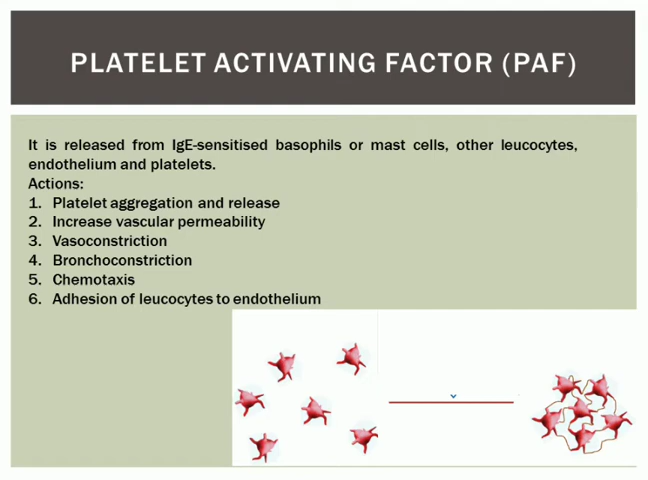 PLATELET ACTIVATING FACTOR (PAF)
It is released from IgE-sensitised basophils or mast cells, other leucocytes,
endothelium and platelets.
Actions:
1. Platelet aggregation and release
2. Increase vascular permeability
3. Vasoconstriction
4. Bronchoconstriction
5. Chemotaxis
6. Adhesion of leucocytes to endothelium